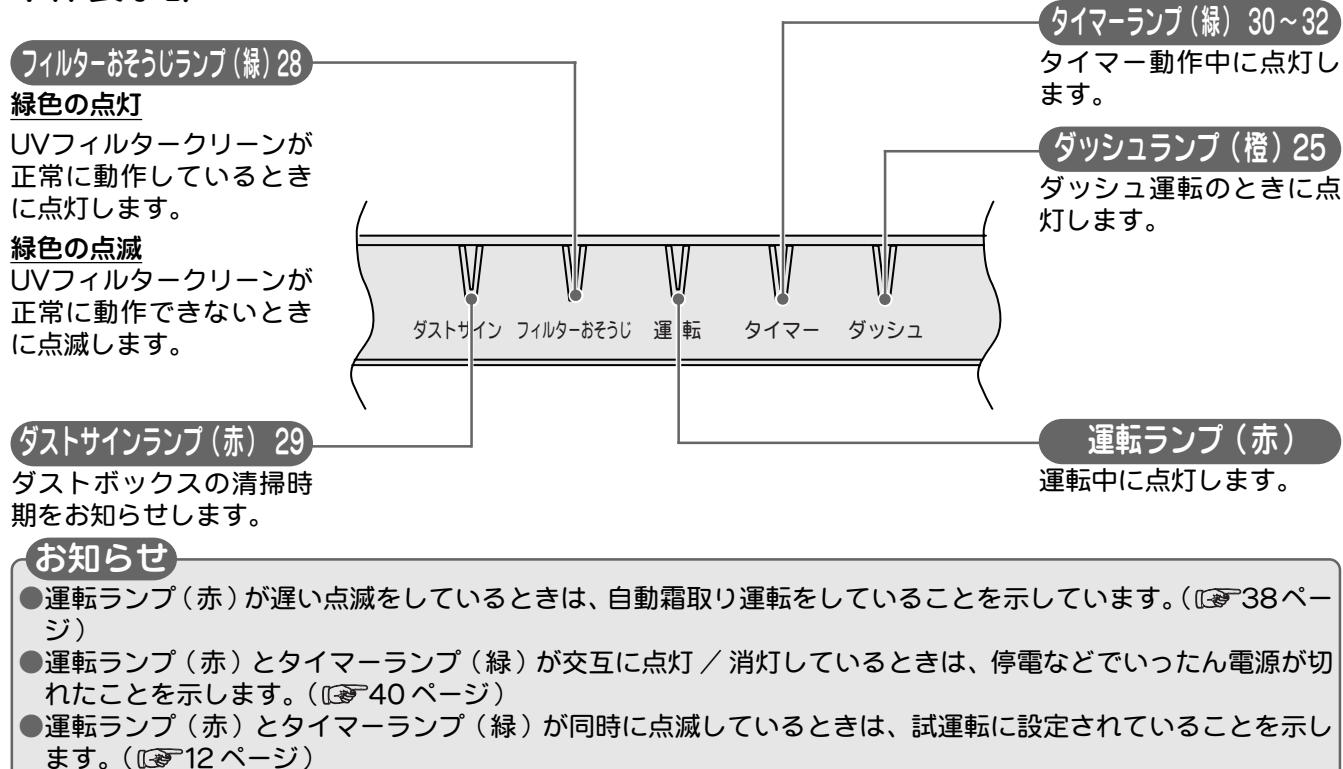 フィルターおそうじランプ（緑）28
緑色の点灯
UVフィルタークリーンが
正常に動作しているとき
に点灯します。
緑色の点滅
UVフィルタークリーンが
正常に動作できないとき
に点滅します。
ダストサインランプ（赤）29
ダストボックスの清掃時
期をお知らせします。
ダストサイン フィルターおそうじ 運転 タイマー ダッシュ
タイマーランプ（緑）30～32
タイマー動作中に点灯し
ます。
ダッシュランプ（橙）25
ダッシュ運転のときに点
灯します。
運転ランプ（赤）
運転中に点灯します。
お知らせ
●運転ランプ（赤）が遅い点滅をしているときは、自動霜取り運転をしていることを示しています。（☞38ペー
ジ）
●運転ランプ（赤）とタイマーランプ（緑）が交互に点灯／消灯しているときは、停電などでいったん電源が切
れたことを示します。（☞40ページ）
●運転ランプ（赤）とタイマーランプ（緑）が同時に点滅しているときは、試運転に設定されていることを示し
ます。（☞12ページ）